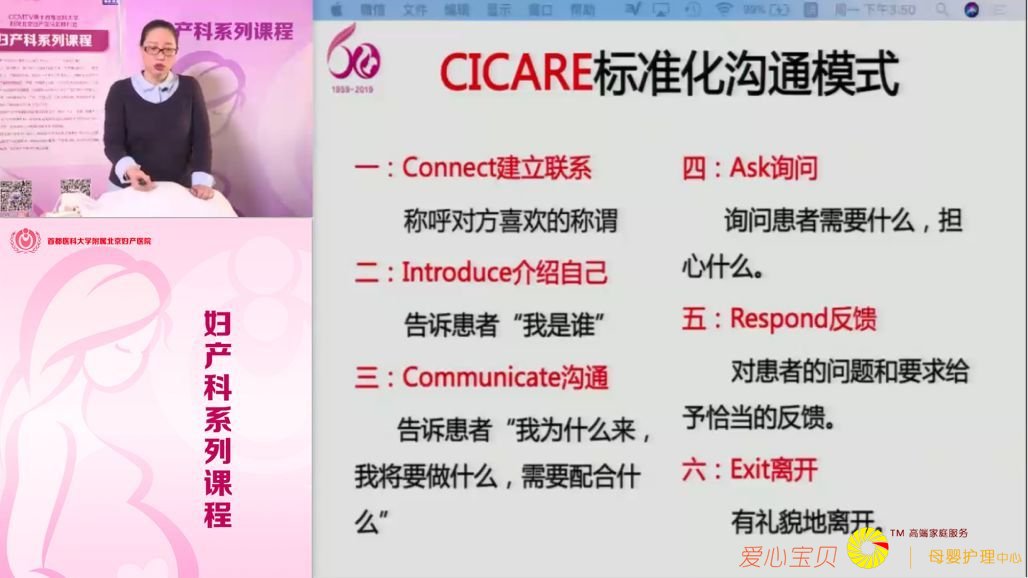 妇产科系列课程
产科系列课程
首都医科大学附属北京妇产医院
妇产科系列课程
微信 文件 编辑 显示 窗口 帮助
99%
周一下午3:50
1959-2019
CICARE标准化沟通模式
一：Connect建立联系
称呼对方喜欢的称谓
二：Introduce介绍自己
告诉患者“我是谁”
三：Communicate沟通
告诉患者“我为什么来，
我将要做什么，需要配合什
么”
四：Ask询问
询问患者需要什么，担
心什么。
五：Respond反馈
对患者的问题和要求给
予恰当的反馈。
六：Exit离开
有礼貌地离开。
爱心宝贝
TM 高端家庭服务
母婴护理中心